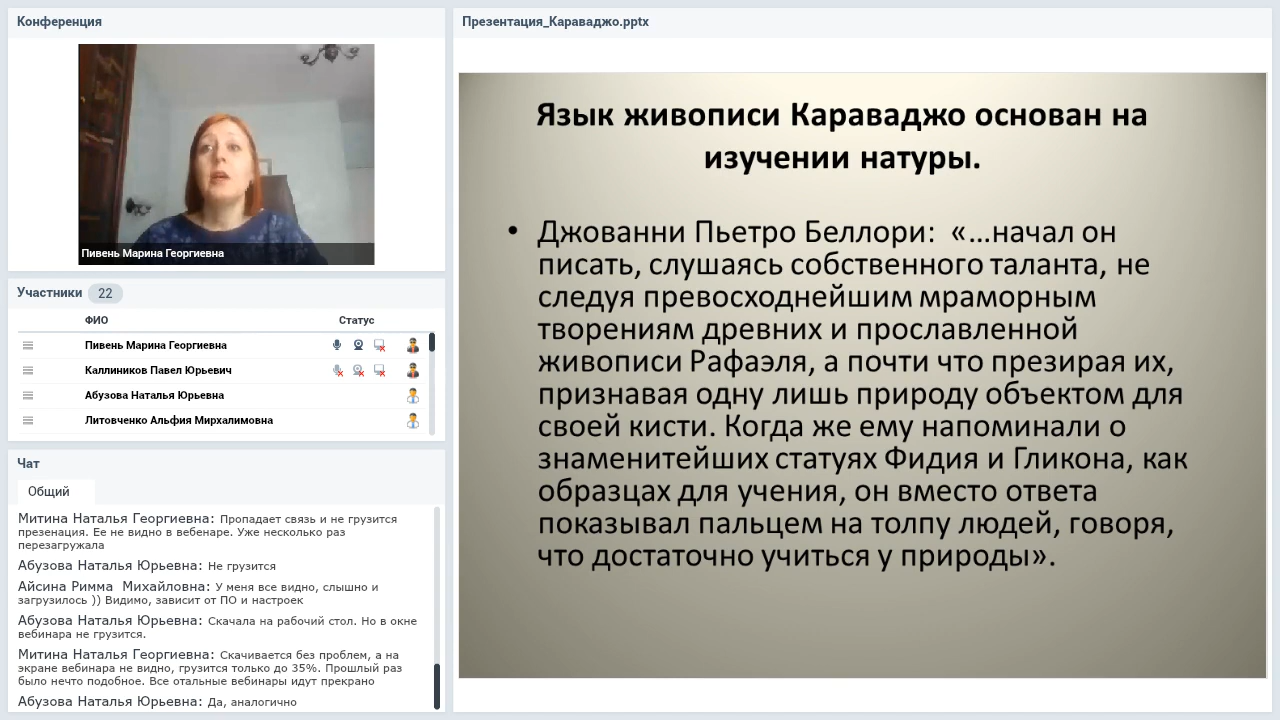 Конференция
Пивень Марина Георгиевна
Участники 22
ФИО Статус
Пивень Марина Георгиевна
Каллиников Павел Юрьевич
Абузова Наталья Юрьевна
Литовченко Альфия Мирхалимовна
Чат
Общий
Митина Наталья Георгиевна: Пропадает связь и не грузится
презенация. Ее не видно в вебенаре. Уже несколько раз
перезагружала
Абузова Наталья Юрьевна: Не грузится
Айсина Римма Михайловна: У меня все видно, слышно и
загрузилось )) Видимо, зависит от ПО и настроек
Абузова Наталья Юрьевна: Скачала на рабочий стол. Но в окне
вебинара не грузится.
Митина Наталья Георгиевна: Скачивается без проблем, а на
экране вебинара не видно, грузится только до 35%. Прошлый раз
было нечто подобное. Все отальные вебинары идут прекрано
Абузова Наталья Юрьевна: Да, аналогично
Презентация_Караваджо.pptx
Язык живописи Караваджо основан на
изучении натуры.
• Джованни Пьетро Беллори: «…начал он
писать, слушаясь собственного таланта, не
следуя превосходнейшим мраморным
творениям древних и прославленной
живописи Рафаэля, а почти что презирая их,
признавая одну лишь природу объектом для
своей кисти. Когда же ему напоминали о
знаменитейших статуях Фидия и Гликона, как
образцах для учения, он вместо ответа
показывал пальцем на толпу людей, говоря,
что достаточно учиться у природы».